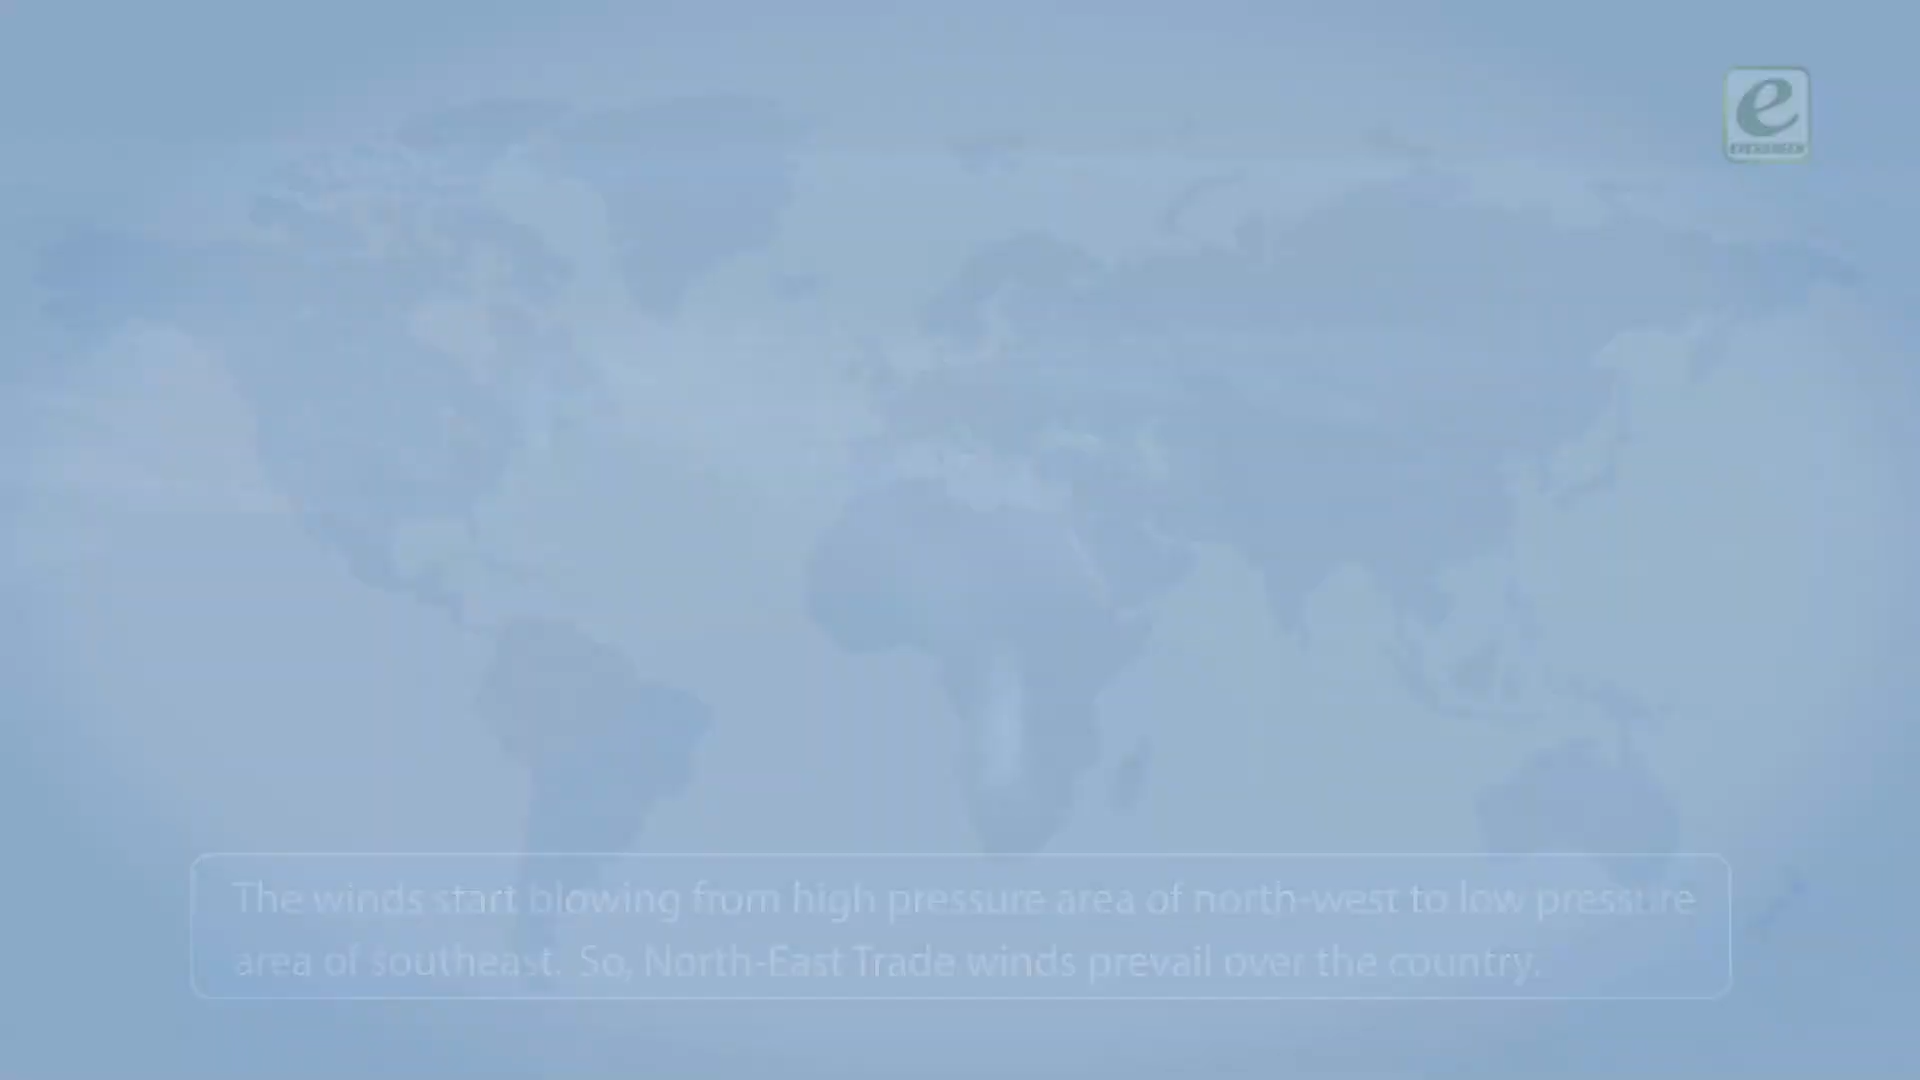 e
EVERGREEN
The winds start blowing from high pressure area of north-west to low pressure
area of southeast. So, North-East Trade winds prevail over the country.